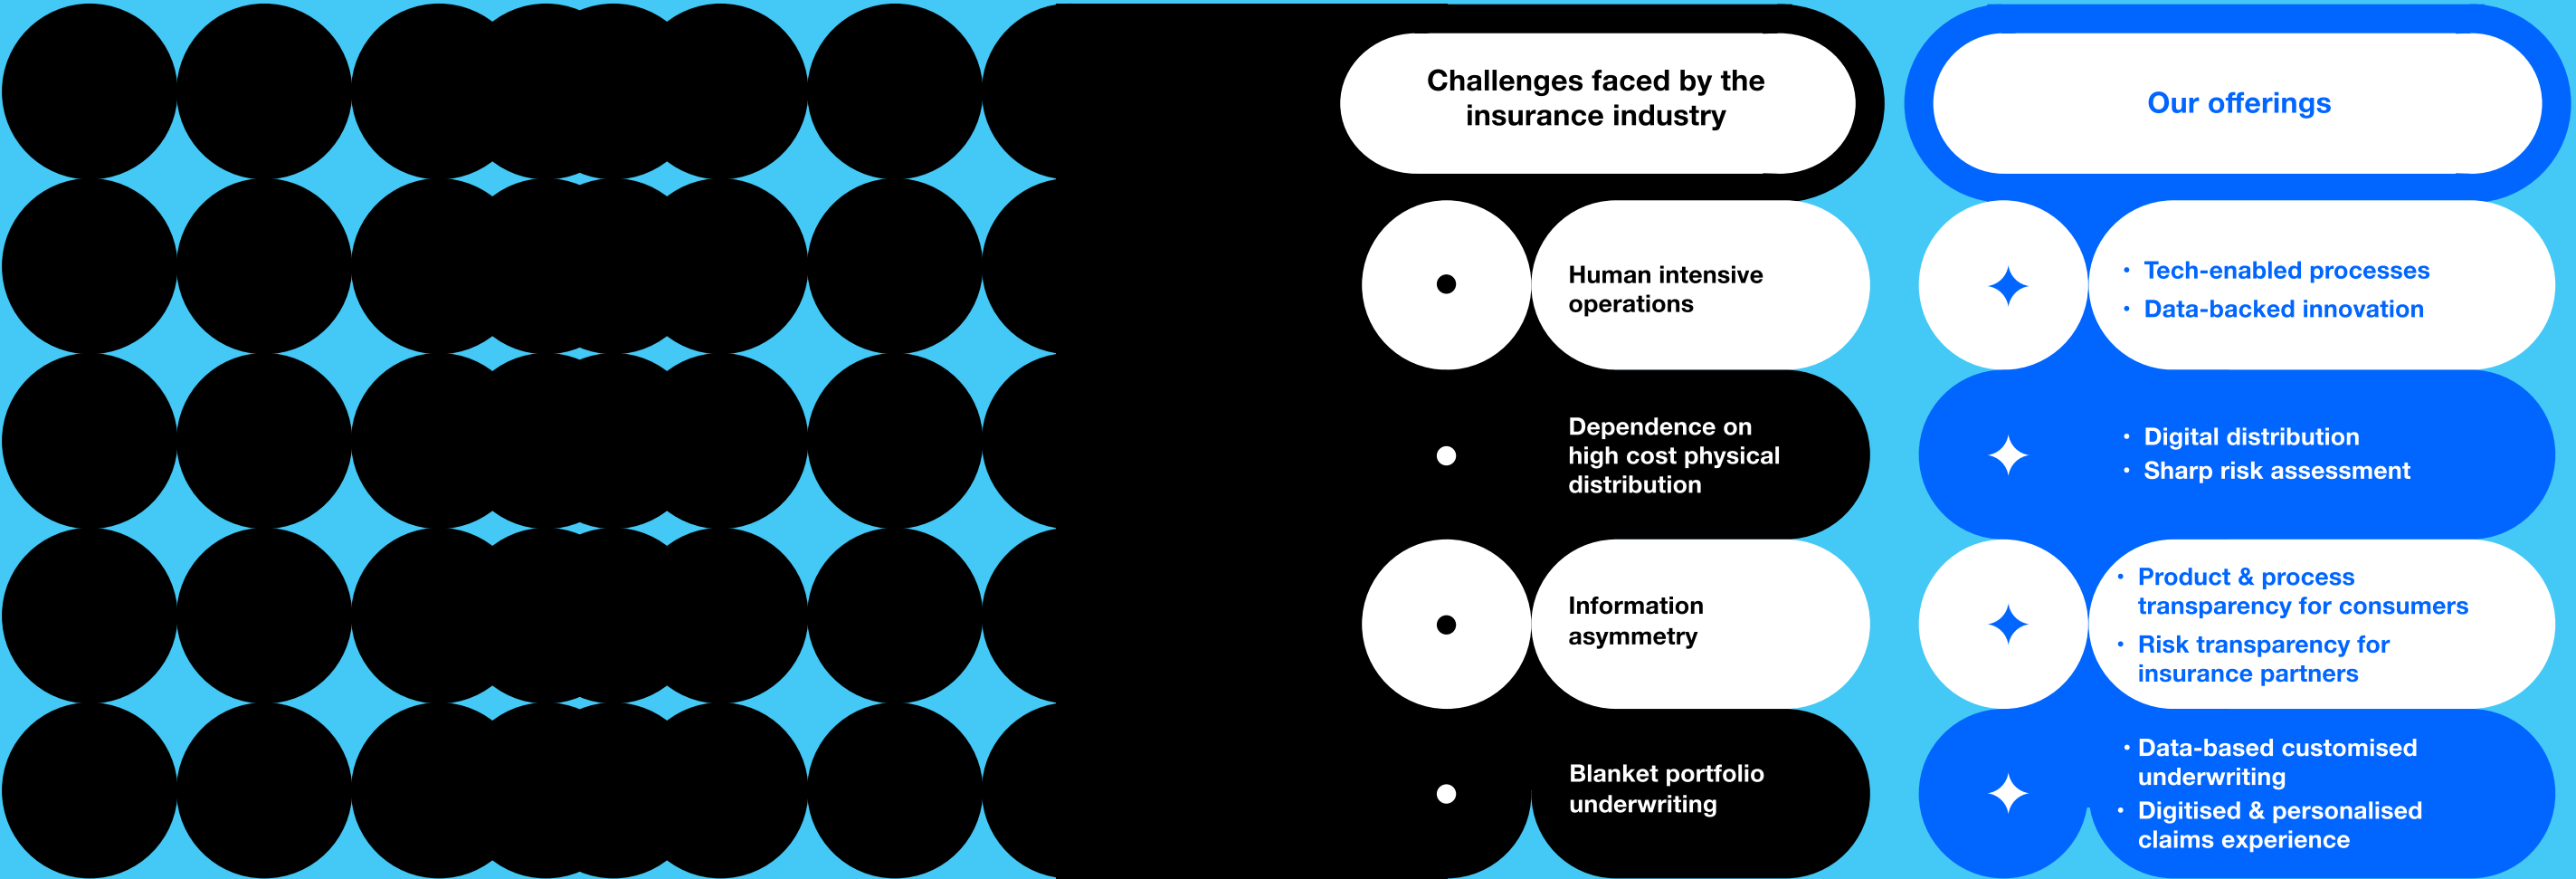 Challenges faced by the
insurance industry
Our offerings
Human intensive
operations
• Tech-enabled processes
• Data-backed innovation
Dependence on
high cost physical
distribution
• Digital distribution
• Sharp risk assessment
Information
asymmetry
• Product & process
transparency for consumers
• Risk transparency for
insurance partners
Blanket portfolio
underwriting
• Data-based customised
underwriting
• Digitised & personalised
claims experience